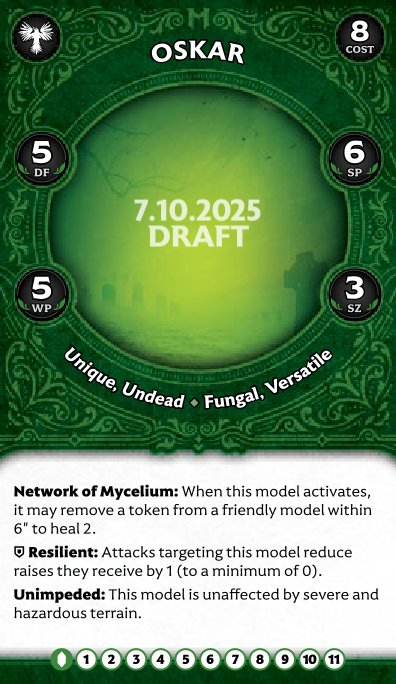 OSKAR
8
COST
5
DF
6
SP
7.10.2025
DRAFT
5
WP
3
SZ
Unique, Undead ◆ Fungal, Versatile
Network of Mycelium: When this model activates,
it may remove a token from a friendly model within
6" to heal 2.
Resilient: Attacks targeting this model reduce
raises they receive by 1 (to a minimum of 0).
Unimpeded: This model is unaffected by severe and
hazardous terrain.
1 2 3 4 5 6 7 8 9 10 11